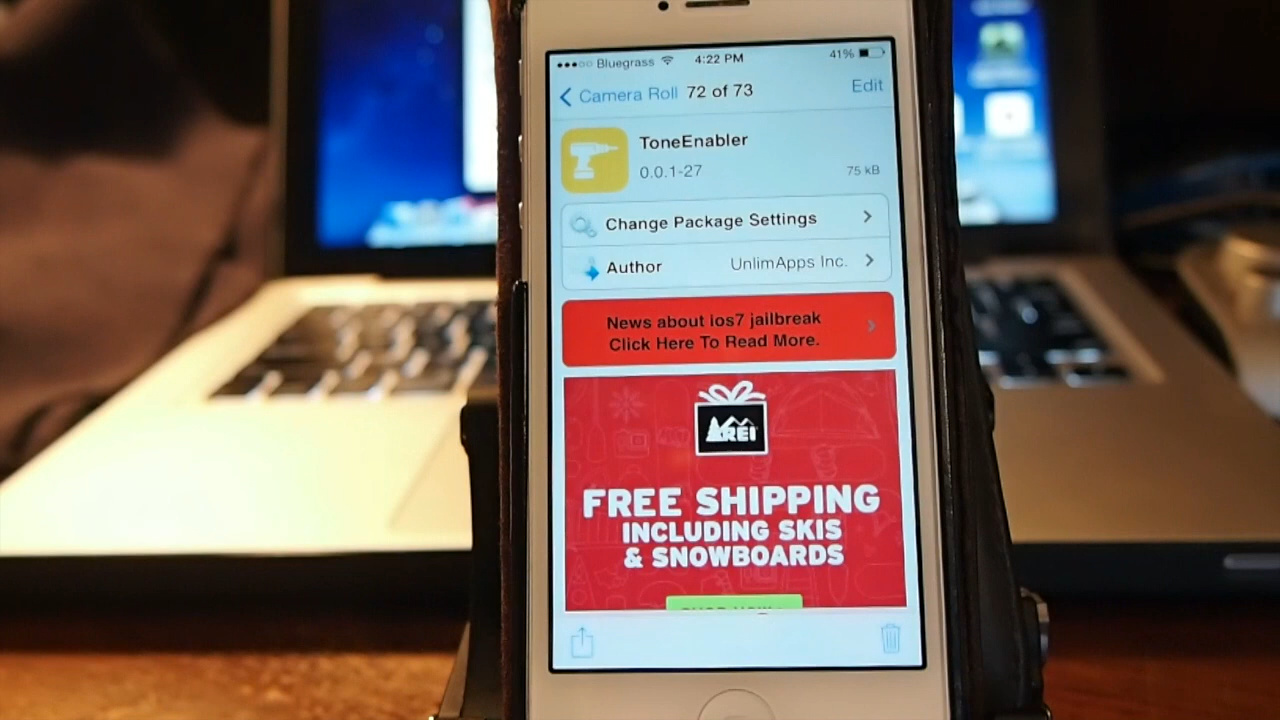 Bluegrass 4:22 PM 41%
Camera Roll 72 of 73 Edit
ToneEnabler
0.0.1-27 75 kB
Change Package Settings
Author UnlimApps Inc.
News about ios7 jailbreak
Click Here To Read More.
REI
FREE SHIPPING
INCLUDING SKIS
& SNOWBOARDS